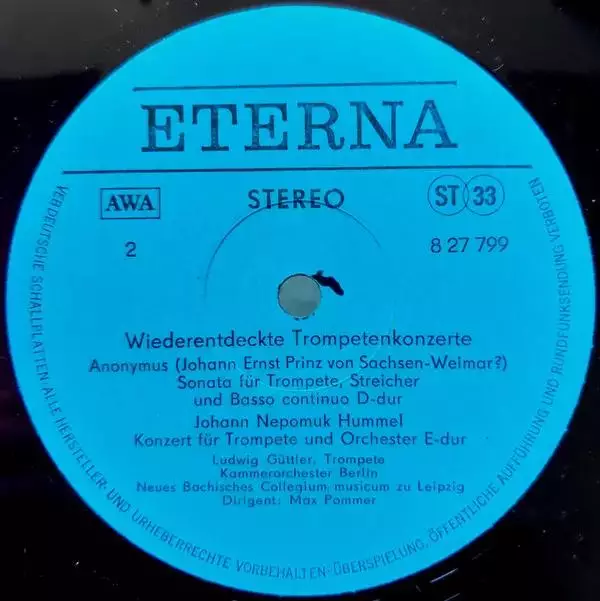 ETERNA
AWA
STEREO
ST 33
2
8 27 799
Wiederentdeckte Trompetenkonzerte
Anonymus (Johann Ernst Prinz von Sachsen-Weimar?)
Sonata für Trompete, Streicher
und Basso continuo D-dur
Johann Nepomuk Hummel
Konzert für Trompete und Orchester E-dur
Ludwig Güttler, Trompete
Kammerorchester Berlin
Neues Bachisches Collegium musicum zu Leipzig
Dirigent: Max Pommer
VEB DEUTSCHE SCHALLPLATTEN · ALLE HERSTELLER- UND URHEBERRECHTE VORBEHALTEN · ÜBERSPIELUNG, ÖFFENTLICHE AUFFÜHRUNG UND RUNDFUNKSENDUNG VERBOTEN